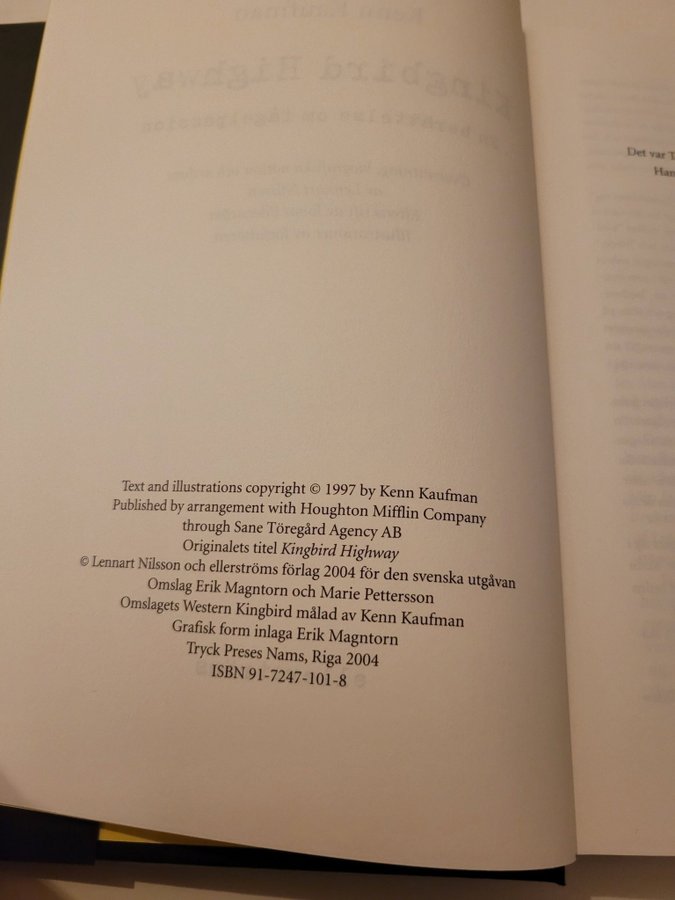 Text and illustrations copyright © 1997 by Kenn Kaufman
Published by arrangement with Houghton Mifflin Company
through Sane Töregård Agency AB
Originalets titel Kingbird Highway
© Lennart Nilsson och ellerströms förlag 2004 för den svenska utgåvan
Omslag Erik Magntorn och Marie Pettersson
Omslagets Western Kingbird målad av Kenn Kaufman
Grafisk form inlaga Erik Magntorn
Tryck Preses Nams, Riga 2004
ISBN 91-7247-101-8
Det var